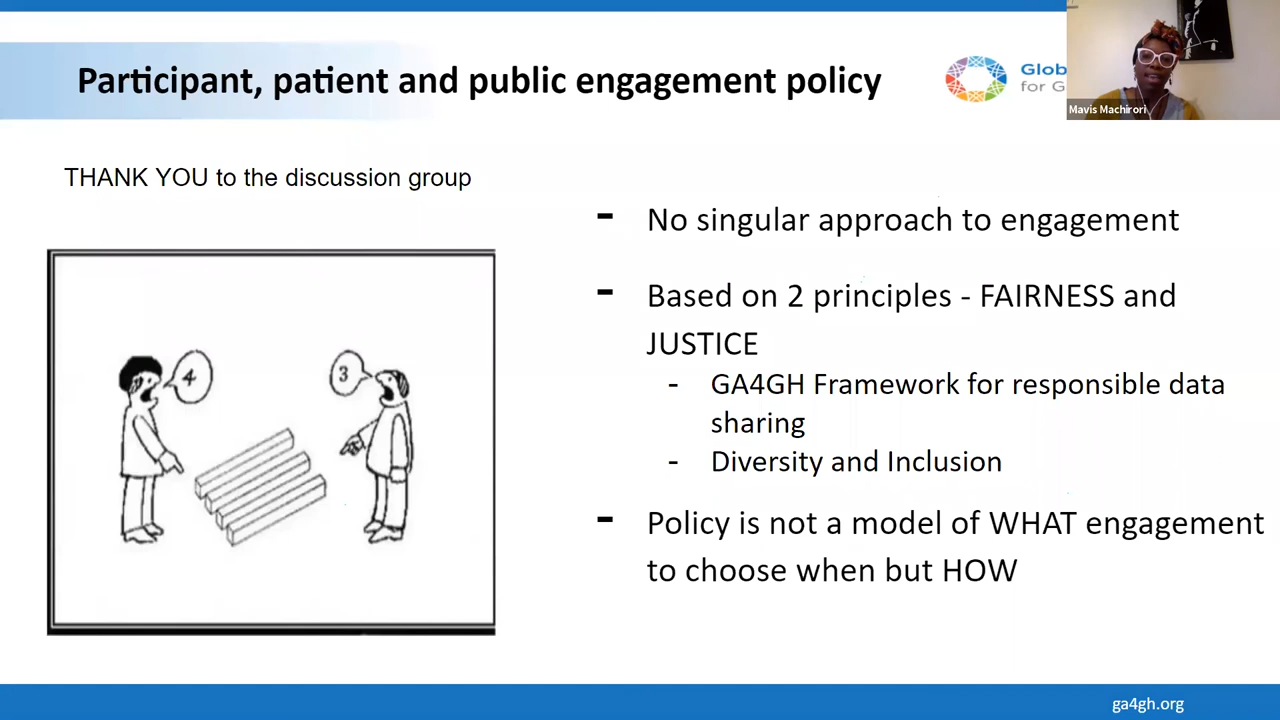 Participant, patient and public engagement policy
Glob
for G
Mavis Machirori
THANK YOU to the discussion group
- No singular approach to engagement
- Based on 2 principles - FAIRNESS and
JUSTICE
- GA4GH Framework for responsible data
sharing
- Diversity and Inclusion
- Policy is not a model of WHAT engagement
to choose when but HOW
4
3
ga4gh.org